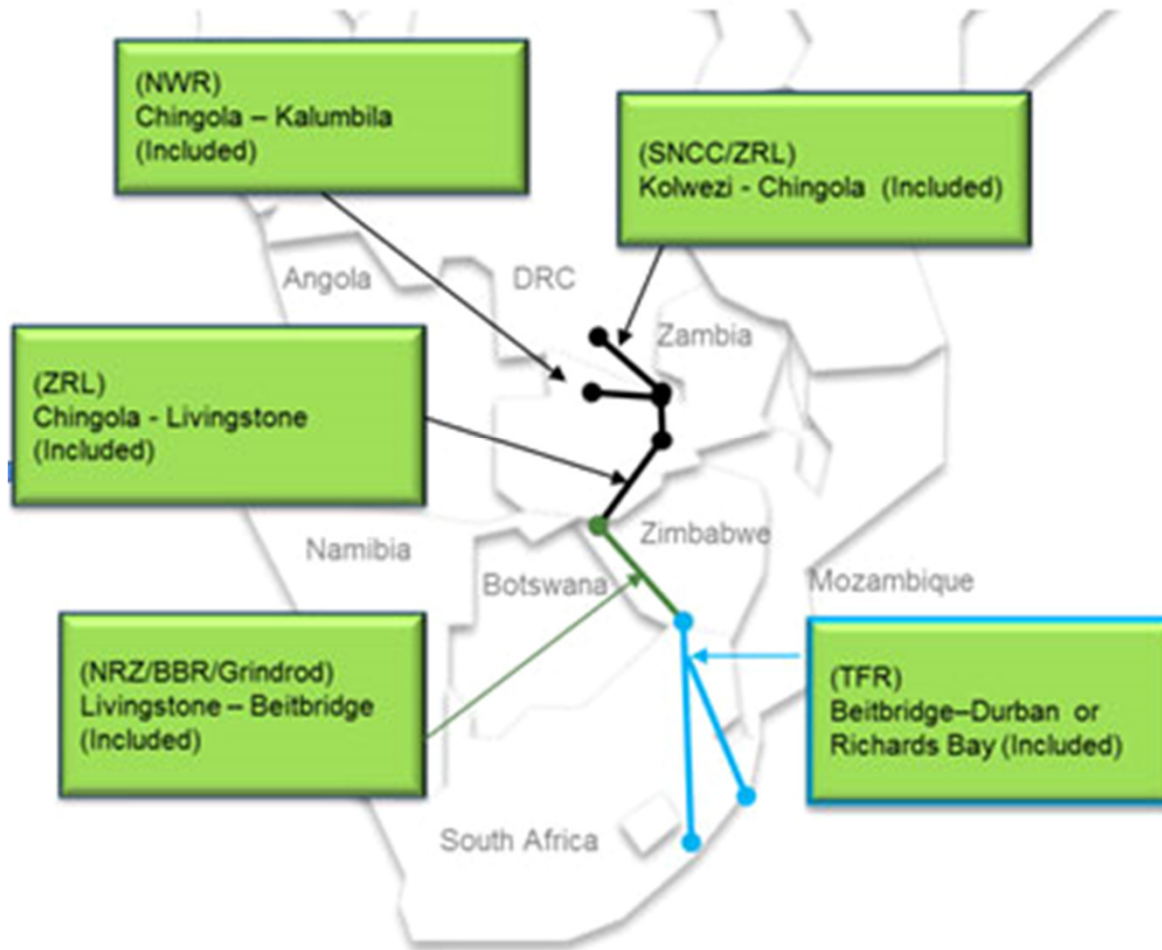 (NWR)
Chingola – Kalumbila
(Included)
(SNCC/ZRL)
Kolwezi - Chingola (Included)
Angola
DRC
Zambia
(ZRL)
Chingola - Livingstone
(Included)
Zimbabwe
Namibia
Botswana
Mozambique
(NRZ/BBR/Grindrod)
Livingstone – Beitbridge
(Included)
(TFR)
Beitbridge–Durban or
Richards Bay (Included)
South Africa